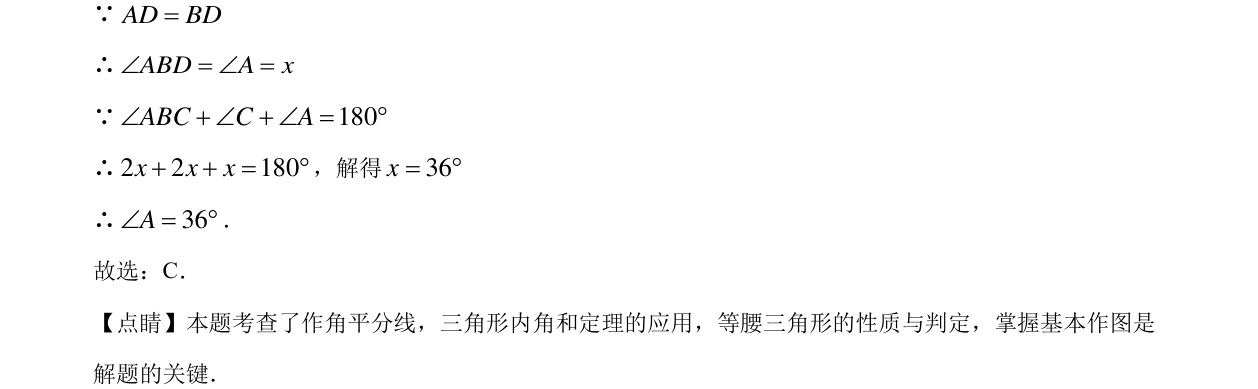 ∵ AD = BD
∴ ∠ABD = ∠A = x
∵ ∠ABC + ∠C + ∠A = 180°
∴ 2x + 2x + x = 180°，解得 x = 36°
∴ ∠A = 36°．
故选：C．
【点睛】本题考查了作角平分线，三角形内角和定理的应用，等腰三角形的性质与判定，掌握基本作图是
解题的关键．